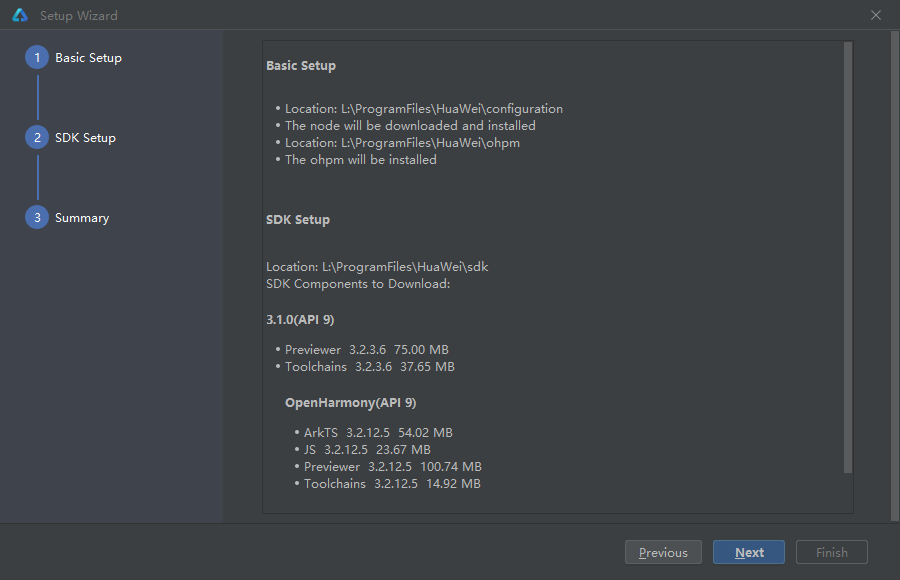 Setup Wizard
1 Basic Setup
2 SDK Setup
3 Summary
Basic Setup
• Location: L:\ProgramFiles\HuaWei\configuration
• The node will be downloaded and installed
• Location: L:\ProgramFiles\HuaWei\ohpm
• The ohpm will be installed
SDK Setup
Location: L:\ProgramFiles\HuaWei\sdk
SDK Components to Download:
3.1.0(API 9)
• Previewer 3.2.3.6 75.00 MB
• Toolchains 3.2.3.6 37.65 MB
OpenHarmony(API 9)
• ArkTS 3.2.12.5 54.02 MB
• JS 3.2.12.5 23.67 MB
• Previewer 3.2.12.5 100.74 MB
• Toolchains 3.2.12.5 14.92 MB
Previous
Next
Finish